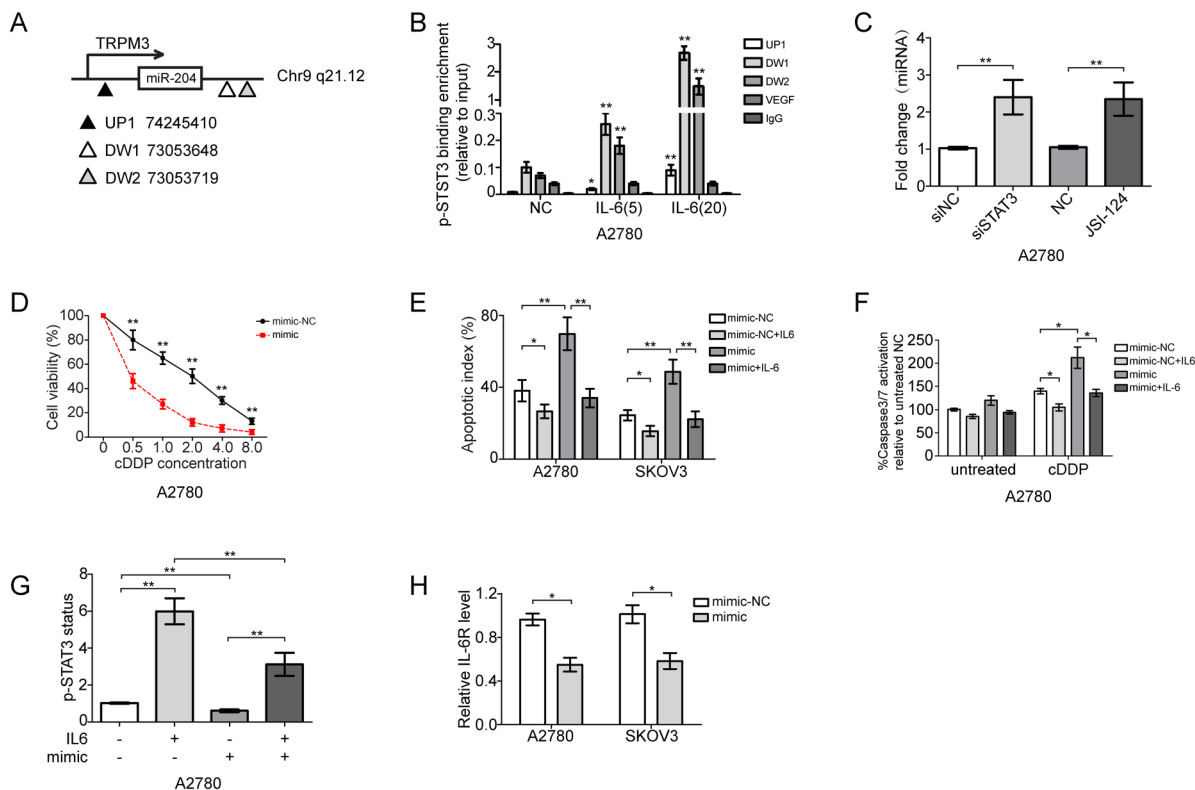 A
TRPM3
miR-204
Chr9 q21.12
UP1 74245410
DW1 73053648
DW2 73053719
B
p-STST3 binding enrichment
(relative to input)
3
2
1
0.3
0.2
0.1
0
**
**
**
**
**
*
NC
IL-6(5)
IL-6(20)
A2780
UP1
DW1
DW2
VEGF
IgG
C
Fold change (miRNA)
4
3
2
1
0
**
**
siNC
siSTAT3
NC
JSI-124
A2780
D
Cell viability (%)
100
80
60
40
20
0
**
**
**
**
**
mimic-NC
mimic
0
0.5
1.0
2.0
4.0
8.0
cDDP concentration
A2780
E
Apoptotic index (%)
80
40
0
*
**
**
*
**
**
A2780
SKOV3
mimic-NC
mimic-NC+IL6
mimic
mimic+IL-6
F
%Caspase3/7 activation
relative to untreated NC
250
200
150
100
50
0
*
*
*
untreated
cDDP
A2780
mimic-NC
mimic-NC+IL6
mimic
mimic+IL-6
G
p-STAT3 status
8
6
4
2
0
**
**
**
**
IL6 - + - +
mimic - - + +
A2780
H
Relative IL-6R level
1.2
0.8
0.4
0.0
*
*
A2780
SKOV3
mimic-NC
mimic